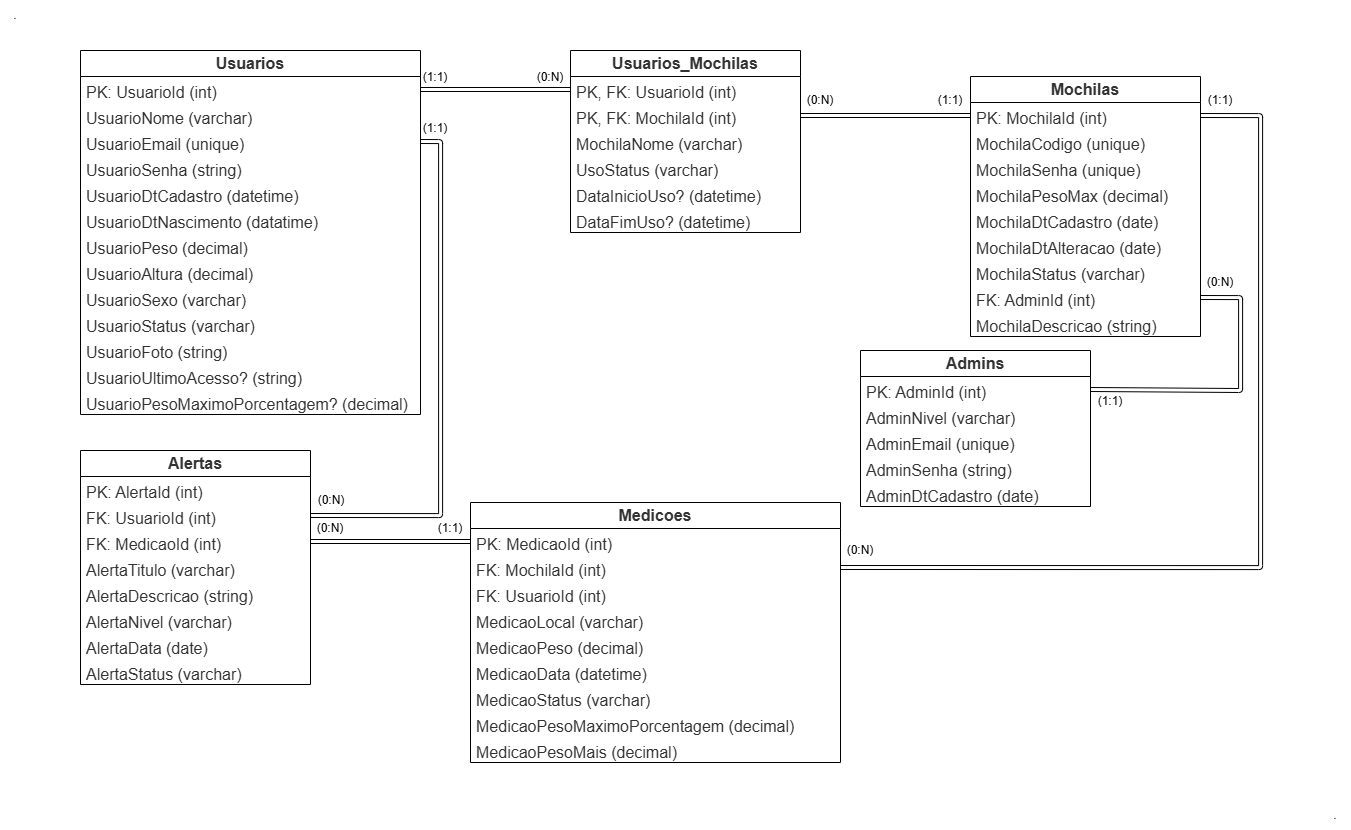 Usuarios
PK: UsuarioId (int)
UsuarioNome (varchar)
UsuarioEmail (unique)
UsuarioSenha (string)
UsuarioDtCadastro (datetime)
UsuarioDtNascimento (datatime)
UsuarioPeso (decimal)
UsuarioAltura (decimal)
UsuarioSexo (varchar)
UsuarioStatus (varchar)
UsuarioFoto (string)
UsuarioUltimoAcesso? (string)
UsuarioPesoMaximoPorcentagem? (decimal)
(1:1)
(0:N)
(1:1)
Usuarios_Mochilas
PK, FK: UsuarioId (int)
PK, FK: MochilaId (int)
MochilaNome (varchar)
UsoStatus (varchar)
DataInicioUso? (datetime)
DataFimUso? (datetime)
(0:N)
(1:1)
Mochilas
PK: MochilaId (int)
MochilaCodigo (unique)
MochilaSenha (unique)
MochilaPesoMax (decimal)
MochilaDtCadastro (date)
MochilaDtAlteracao (date)
MochilaStatus (varchar)
FK: AdminId (int)
MochilaDescricao (string)
(1:1)
(0:N)
Admins
PK: AdminId (int)
AdminNivel (varchar)
AdminEmail (unique)
AdminSenha (string)
AdminDtCadastro (date)
(1:1)
Alertas
PK: AlertaId (int)
FK: UsuarioId (int)
FK: MedicaoId (int)
AlertaTitulo (varchar)
AlertaDescricao (string)
AlertaNivel (varchar)
AlertaData (date)
AlertaStatus (varchar)
(0:N)
(0:N)
(1:1)
Medicoes
PK: MedicaoId (int)
FK: MochilaId (int)
FK: UsuarioId (int)
MedicaoLocal (varchar)
MedicaoPeso (decimal)
MedicaoData (datetime)
MedicaoStatus (varchar)
MedicaoPesoMaximoPorcentagem (decimal)
MedicaoPesoMais (decimal)
(0:N)